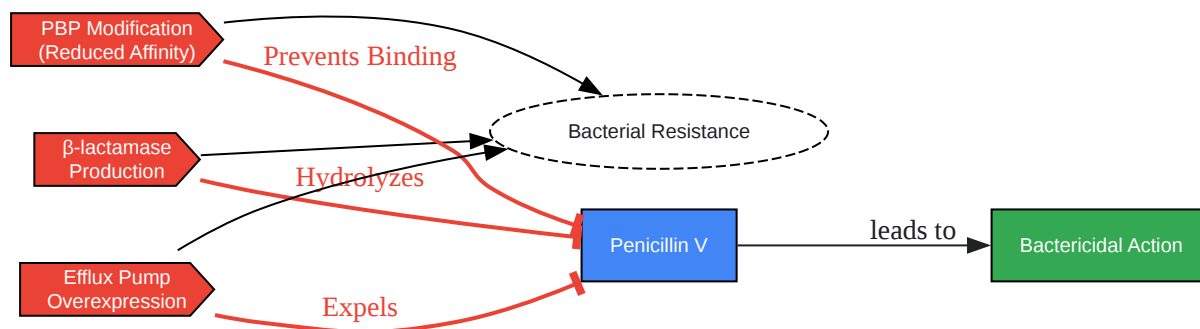 PBP Modification
(Reduced Affinity)
Prevents Binding
Bacterial Resistance
β-lactamase
Production
Hydrolyzes
Penicillin V
leads to
Bactericidal Action
Efflux Pump
Overexpression
Expels